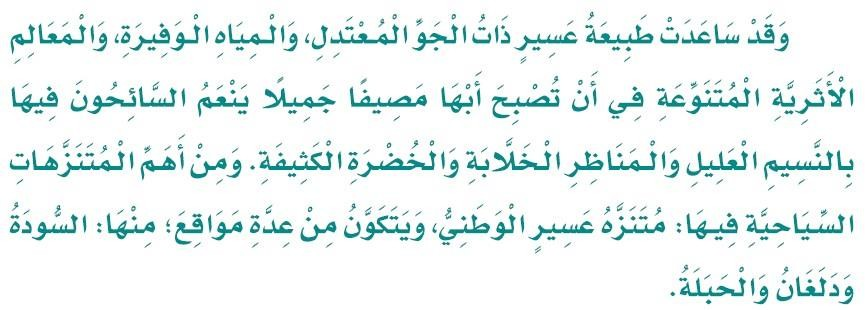 وَقَدْ سَاعَدَتْ طَبِيعَةُ عَسِيرٍ ذَاتُ الْجَوِّ الْمُعْتَدِلِ، وَالْمِيَاهِ الْوَفِيرَةِ، وَالْمَعَالِمِ
الْأَثَرِيَّةِ الْمُتَنَوِّعَةِ فِي أَنْ تُصْبِحَ أَبْهَا مَصِيفًا جَمِيلًا يَنْعَمُ السَّائِحُونَ فِيهَا
بِالنَّسِيمِ الْعَلِيلِ وَالْمَنَاظِرِ الْخَلَّابَةِ وَالْخُضْرَةِ الْكَثِيفَةِ. وَمِنْ أَهَمِّ الْمُتَنَزَّهَاتِ
السِّيَاحِيَّةِ فِيهَا: مُتَنَزَّهُ عَسِيرٍ الْوَطَنِيُّ، وَيَتَكَوَّنُ مِنْ عِدَّةِ مَوَاقِعَ؛ مِنْهَا: السُّودَةُ
وَدَلَغَانُ وَالْحَبَلَةُ.